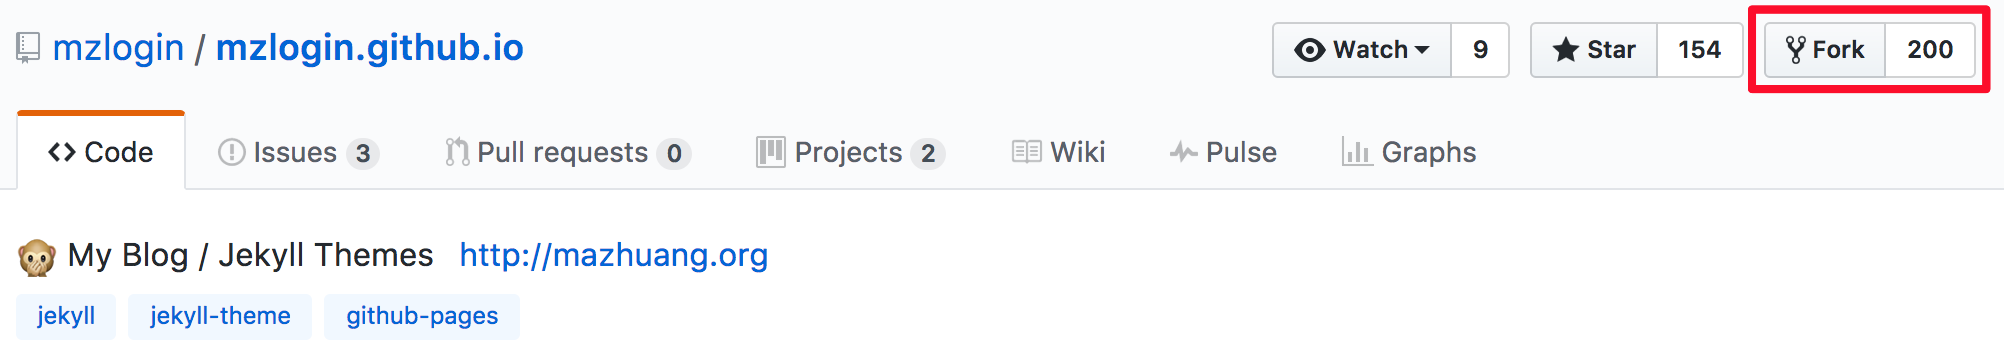 mzlogin / mzlogin.github.io Watch 9 Star 154 Fork 200
Code Issues 3 Pull requests 0 Projects 2 Wiki Pulse Graphs
My Blog / Jekyll Themes http://mazhuang.org
jekyll jekyll-theme github-pages